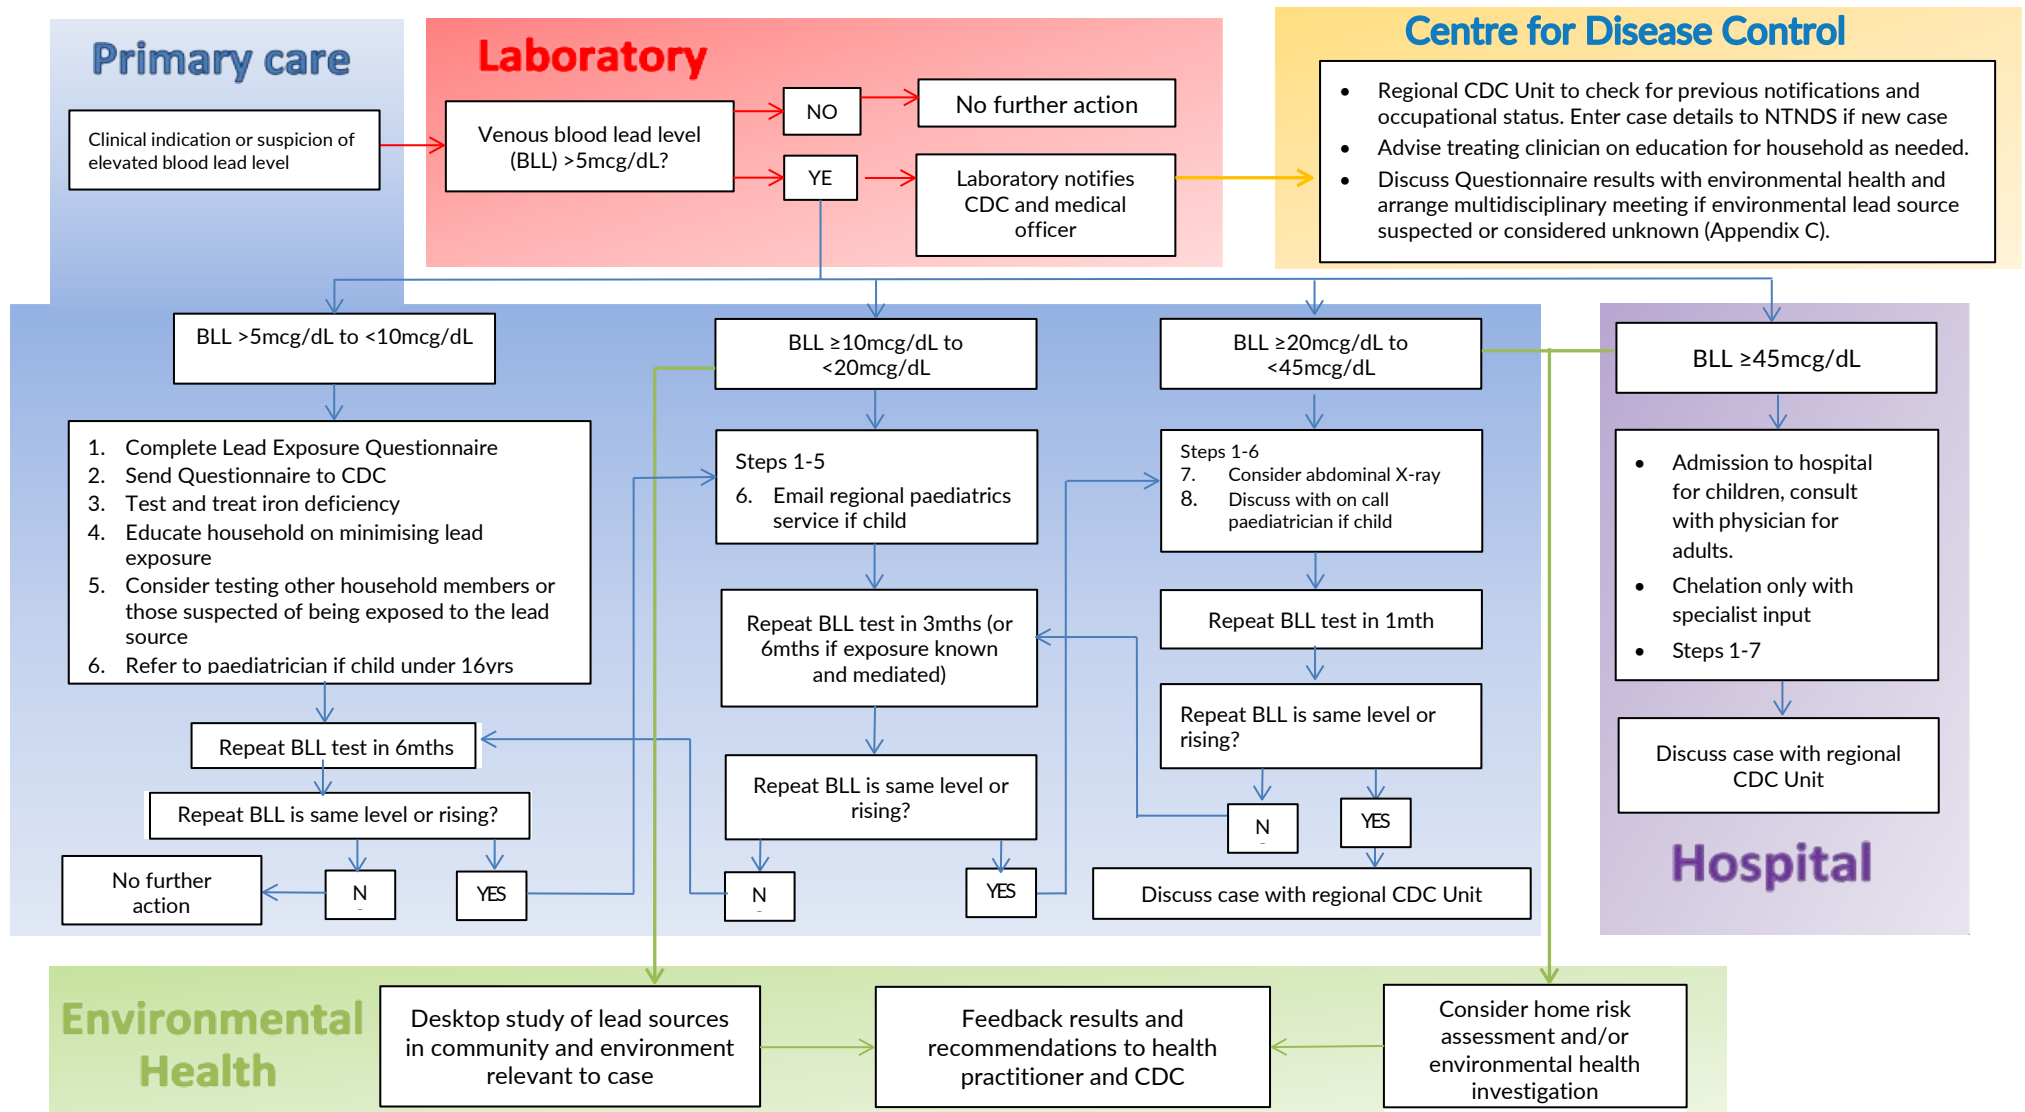 Primary care
Clinical indication or suspicion of
elevated blood lead level
Laboratory
Venous blood lead level
(BLL) >5mcg/dL?
NO
No further action
YE
Laboratory notifies
CDC and medical
officer
Centre for Disease Control
• Regional CDC Unit to check for previous notifications and
occupational status. Enter case details to NTNDS if new case
• Advise treating clinician on education for household as needed.
• Discuss Questionnaire results with environmental health and
arrange multidisciplinary meeting if environmental lead source
suspected or considered unknown (Appendix C).
BLL >5mcg/dL to <10mcg/dL
1. Complete Lead Exposure Questionnaire
2. Send Questionnaire to CDC
3. Test and treat iron deficiency
4. Educate household on minimising lead
exposure
5. Consider testing other household members or
those suspected of being exposed to the lead
source
6. Refer to paediatrician if child under 16yrs
Repeat BLL test in 6mths
Repeat BLL is same level or rising?
No further
action
N
YES
BLL ≥10mcg/dL to
<20mcg/dL
Steps 1-5
6. Email regional paediatrics
service if child
Repeat BLL test in 3mths (or
6mths if exposure known
and mediated)
Repeat BLL is same level or
rising?
N
YES
BLL ≥20mcg/dL to
<45mcg/dL
Steps 1-6
7. Consider abdominal X-ray
8. Discuss with on call
paediatrician if child
Repeat BLL test in 1mth
Repeat BLL is same level or
rising?
N
YES
Discuss case with regional CDC Unit
BLL ≥45mcg/dL
• Admission to hospital
for children, consult
with physician for
adults.
• Chelation only with
specialist input
• Steps 1-7
Discuss case with regional
CDC Unit
Hospital
Environmental
Health
Desktop study of lead sources
in community and environment
relevant to case
Feedback results and
recommendations to health
practitioner and CDC
Consider home risk
assessment and/or
environmental health
investigation